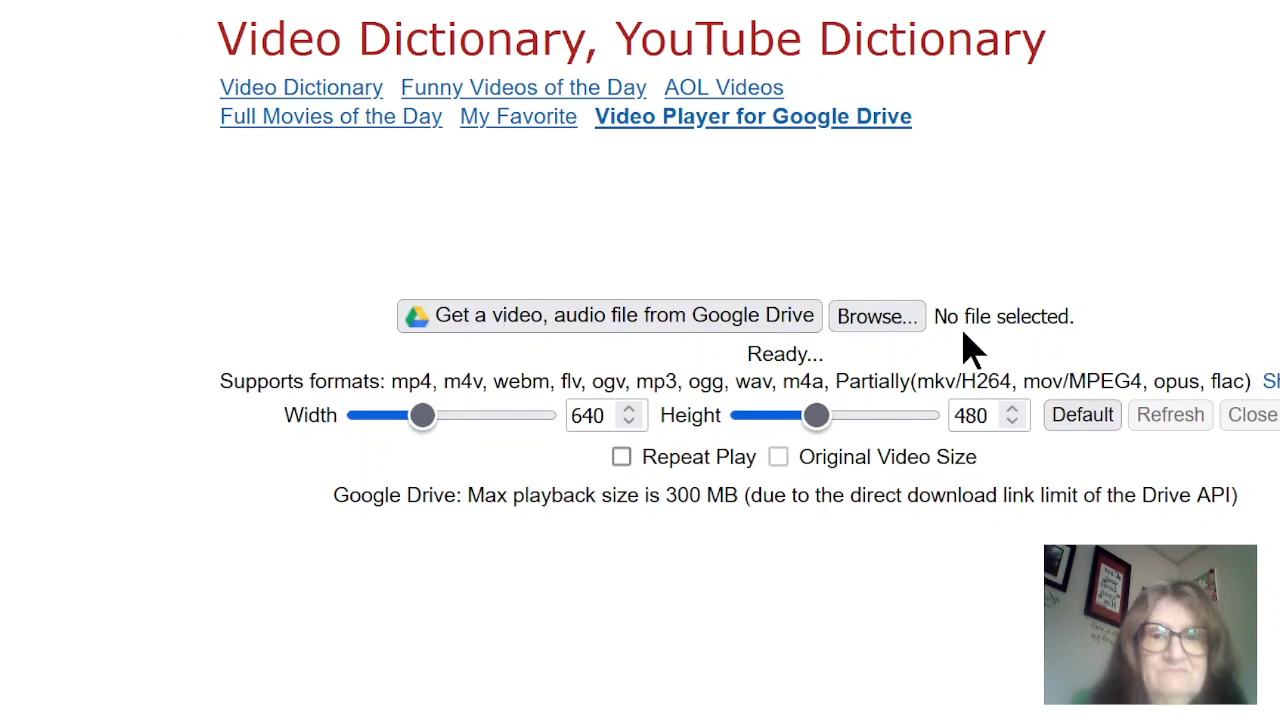 Video Dictionary, YouTube Dictionary
Video Dictionary Funny Videos of the Day AOL Videos
Full Movies of the Day My Favorite Video Player for Google Drive
Get a video, audio file from Google Drive Browse... No file selected.
Ready...
Supports formats: mp4, m4v, webm, flv, ogv, mp3, ogg, wav, m4a, Partially(mkv/H264, mov/MPEG4, opus, flac)
Width 640 Height 480 Default Refresh Close
Repeat Play Original Video Size
Google Drive: Max playback size is 300 MB (due to the direct download link limit of the Drive API)